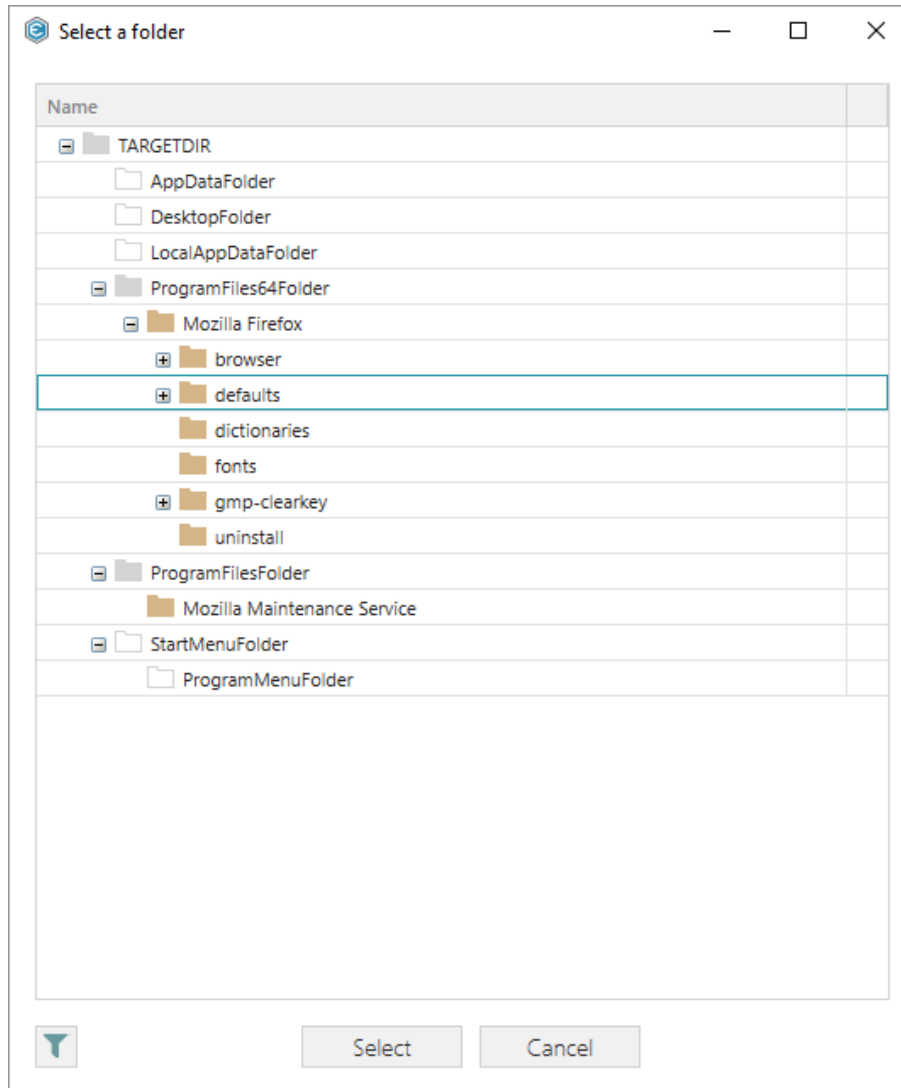 Select a folder
Name
TARGETDIR
AppDataFolder
DesktopFolder
LocalAppDataFolder
ProgramFiles64Folder
Mozilla Firefox
browser
defaults
dictionaries
fonts
gmp-clearkey
uninstall
ProgramFilesFolder
Mozilla Maintenance Service
StartMenuFolder
ProgramMenuFolder
Select Cancel